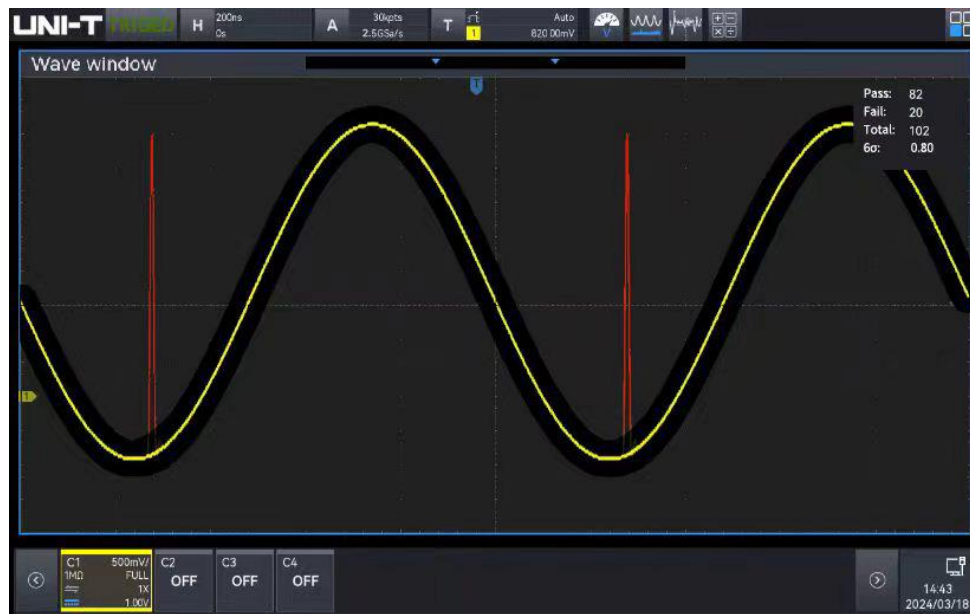 UNI-T TRIGED H 200ns A 30kpts T Auto
0s 2.5GSa/s 1 820.00mV
V
Wave window
T
Pass: 82
Fail: 20
Total: 102
6σ: 0.80
1
C1 500mV/ C2 C3 C4
1MΩ FULL OFF OFF OFF
1X
1.00V
14:43
2024/03/18